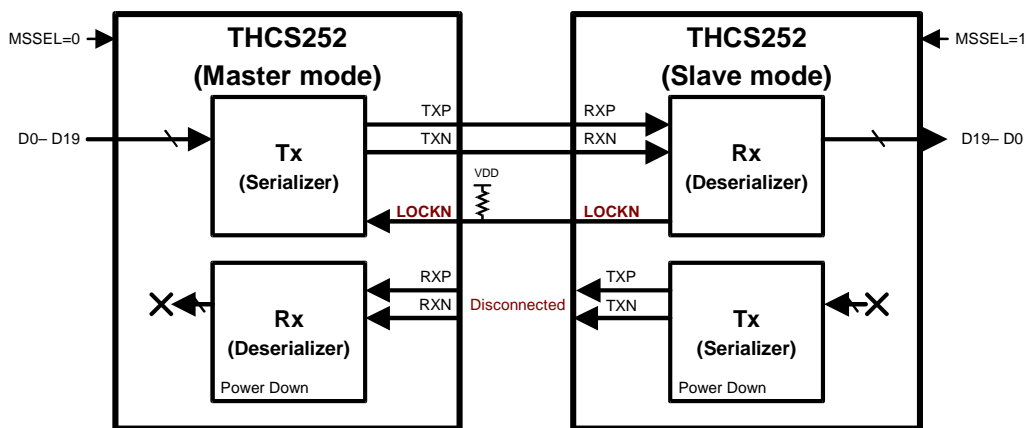 MSSEL=0
THCS252
(Master mode)
THCS252
(Slave mode)
MSSEL=1
D0– D19
Tx
(Serializer)
TXP
TXN
LOCKN
VDD
RXP
RXN
LOCKN
Rx
(Deserializer)
D19– D0
Rx
(Deserializer)
Power Down
RXP
RXN
Disconnected
TXP
TXN
Tx
(Serializer)
Power Down